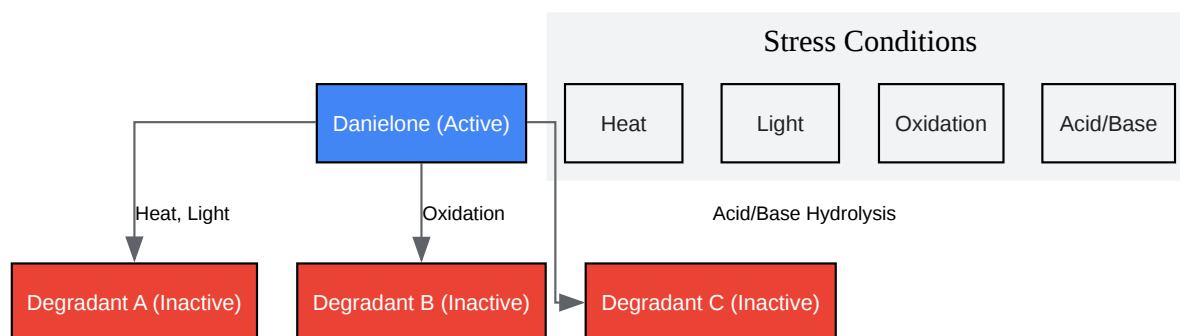 Stress Conditions
Danielone (Active)
Heat
Light
Oxidation
Acid/Base
Heat, Light
Oxidation
Acid/Base Hydrolysis
Degradant A (Inactive)
Degradant B (Inactive)
Degradant C (Inactive)